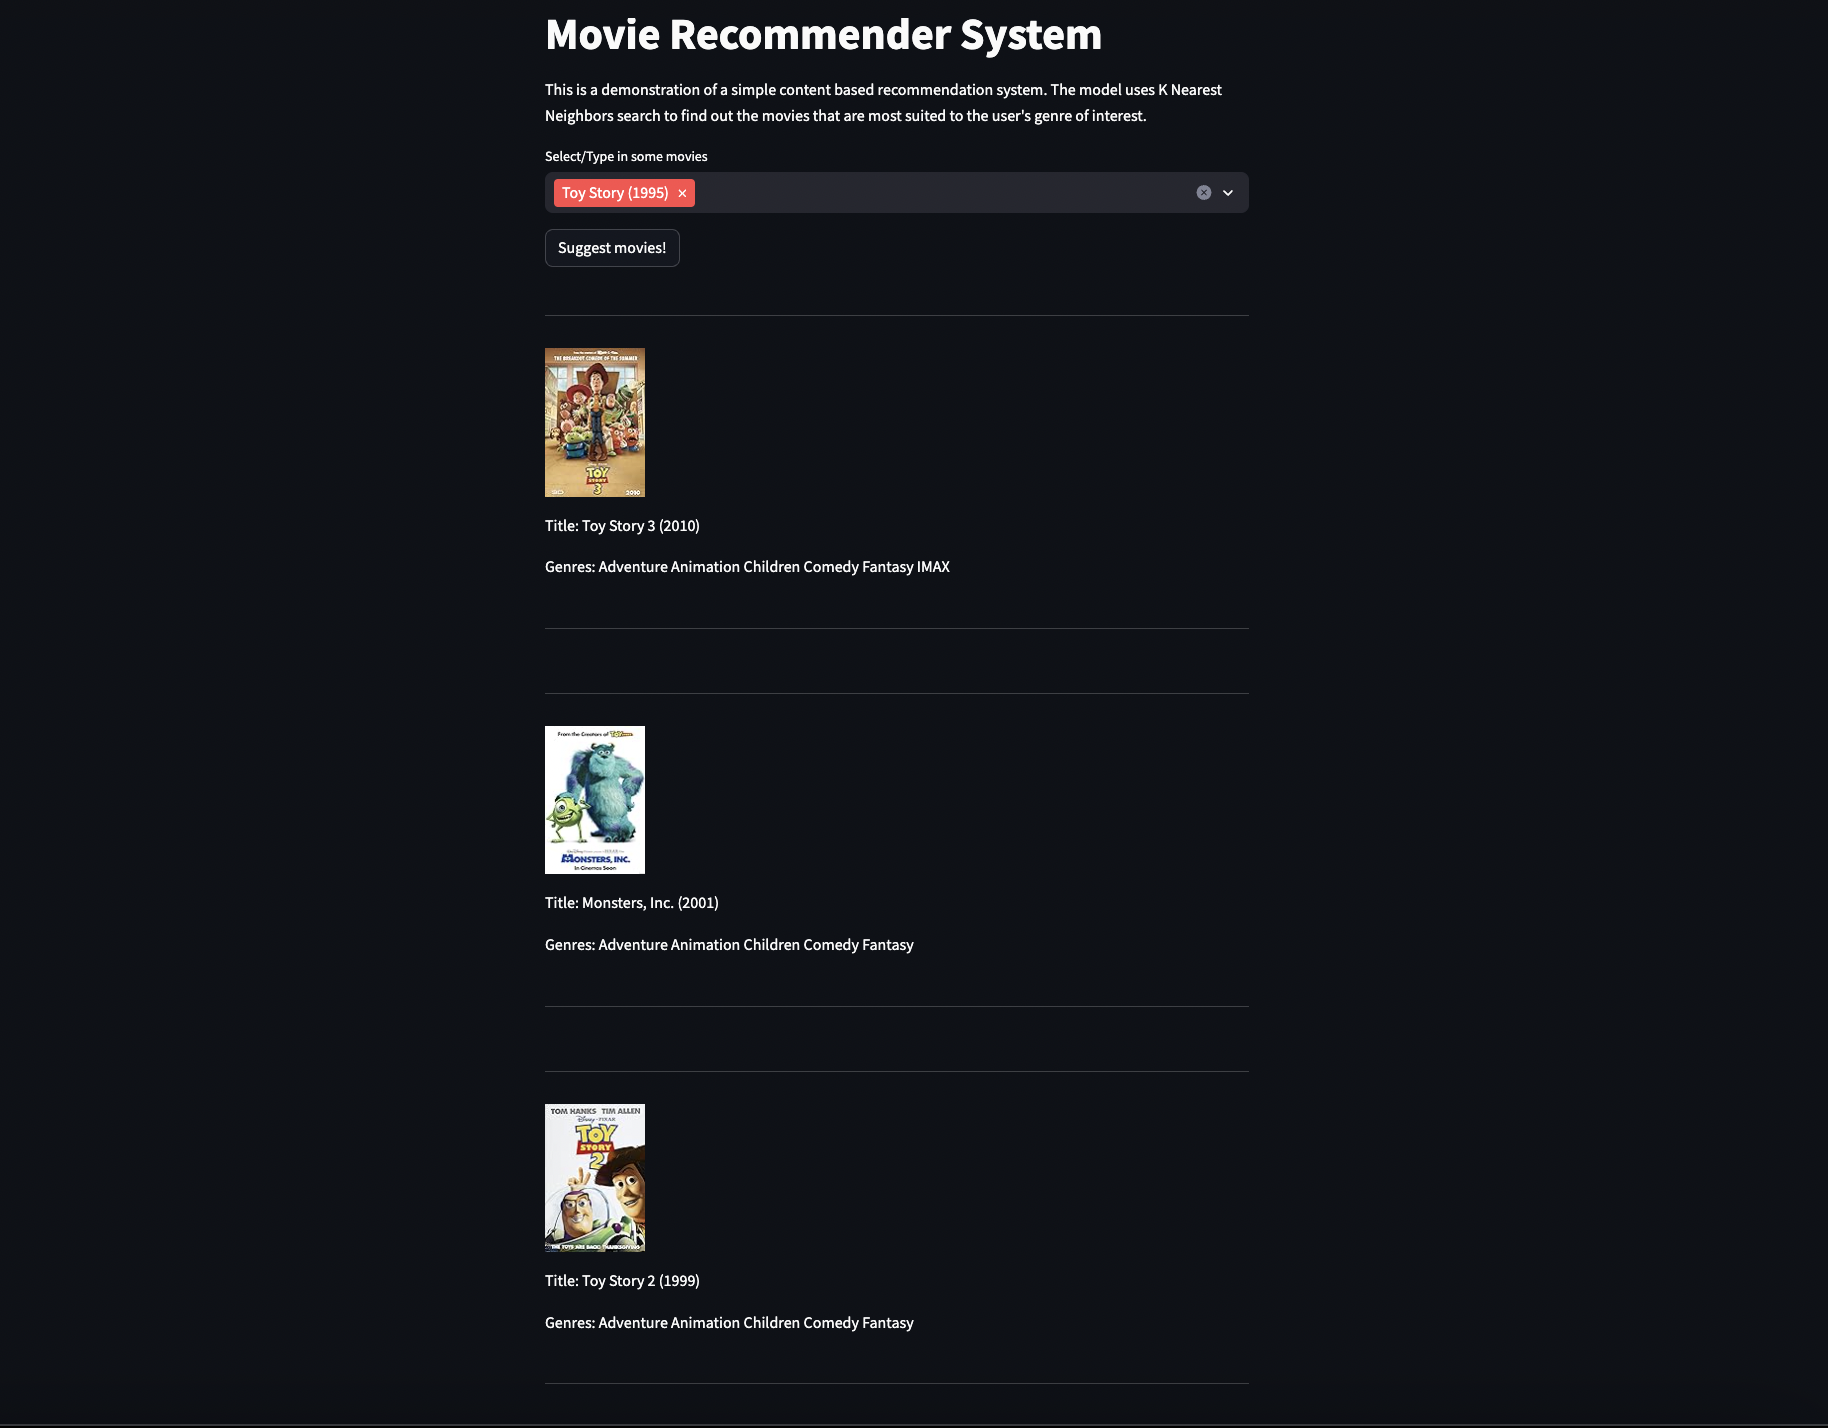 Movie Recommender System
This is a demonstration of a simple content based recommendation system. The model uses K Nearest
Neighbors search to find out the movies that are most suited to the user's genre of interest.
Select/Type in some movies
Toy Story (1995)
Suggest movies!
THE BREAKOUT COMEDY OF THE SUMMER
TOY
STORY
3
2010
Title: Toy Story 3 (2010)
Genres: Adventure Animation Children Comedy Fantasy IMAX
From the Creators of TOY
MONSTERS, INC.
In Cinemas Soon
Title: Monsters, Inc. (2001)
Genres: Adventure Animation Children Comedy Fantasy
TOM HANKS TIM ALLEN
Disney PIXAR
TOY
STORY
2
THE TOYS ARE BACK! THANKSGIVING
Title: Toy Story 2 (1999)
Genres: Adventure Animation Children Comedy Fantasy